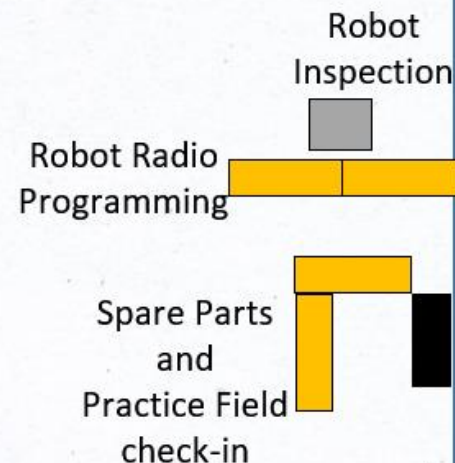 Robot
Inspection
Robot Radio
Programming
Spare Parts
and
Practice Field
check-in